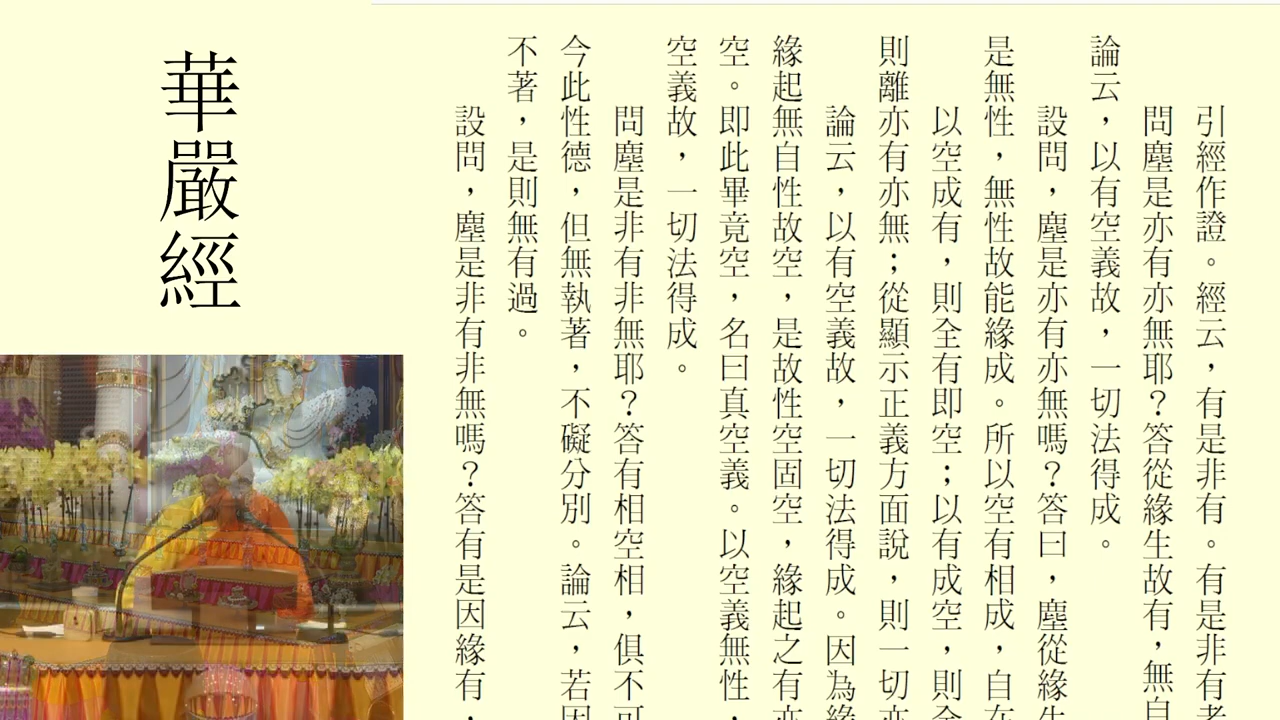 引經作證。經云，有是非有。有是非有者
問塵是亦有亦無耶？答從緣生故有，無自
論云，以有空義故，一切法得成。
設問，塵是亦有亦無嗎？答曰，塵從緣生
是無性，無性故能緣成。所以空有相成，自在
以空成有，則全有即空；以有成空，則全
則離亦有亦無；從顯示正義方面說，則一切亦
論云，以有空義故，一切法得成。因為緣
緣起無自性故空，是故性空固空，緣起之有亦
空。即此畢竟空，名曰真空義。以空義無性，
空義故，一切法得成。
問塵是非有非無耶？答有相空相，俱不可
今此性德，但無執著，不礙分別。論云，若因
不著，是則無有過。
設問，塵是非有非無嗎？答有是因緣有，
華嚴經